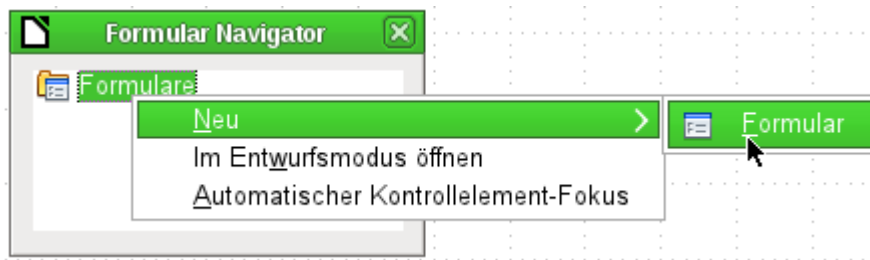 Formular Navigator
Formulare
Neu
Formular
Im Entwurfsmodus öffnen
Automatischer Kontrollelement-Fokus